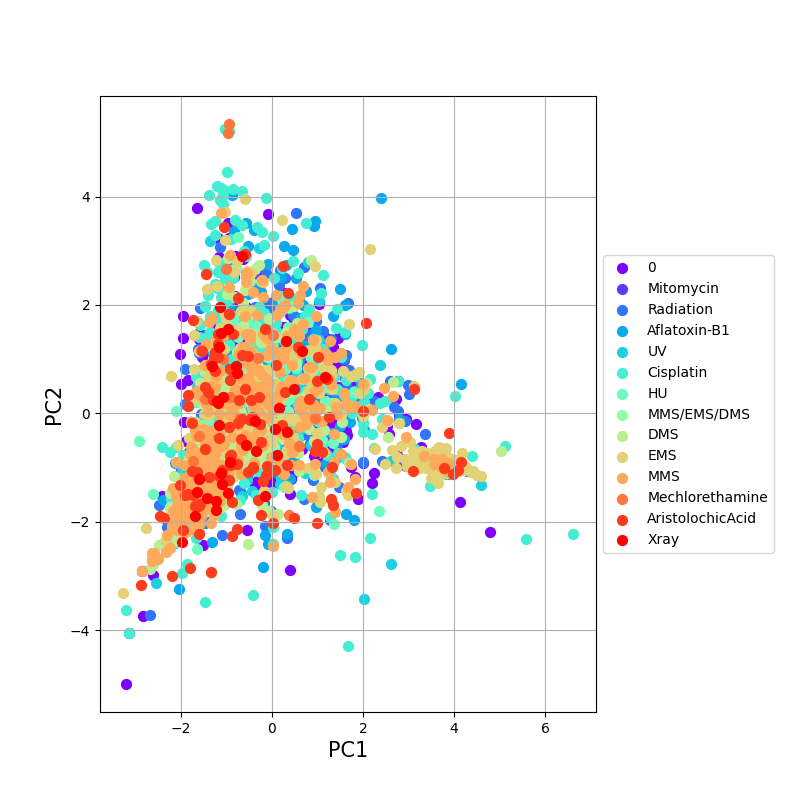 4
2
0
−2
−4
−2
0
2
4
6
PC1
PC2
0
Mitomycin
Radiation
Aflatoxin-B1
UV
Cisplatin
HU
MMS/EMS/DMS
DMS
EMS
MMS
Mechlorethamine
AristolochicAcid
Xray